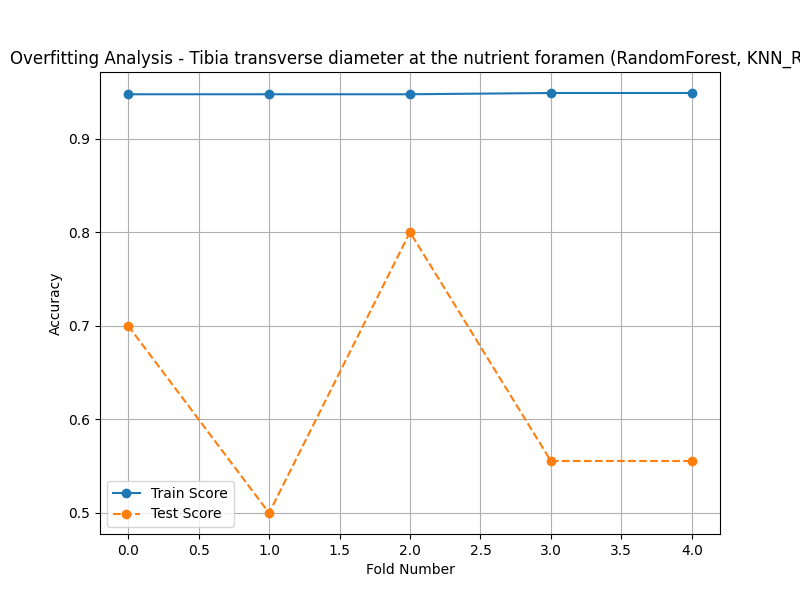 Overfitting Analysis - Tibia transverse diameter at the nutrient foramen (RandomForest, KNN_R
0.9
0.8
0.7
0.6
0.5
Accuracy
Train Score
Test Score
0.0 0.5 1.0 1.5 2.0 2.5 3.0 3.5 4.0
Fold Number